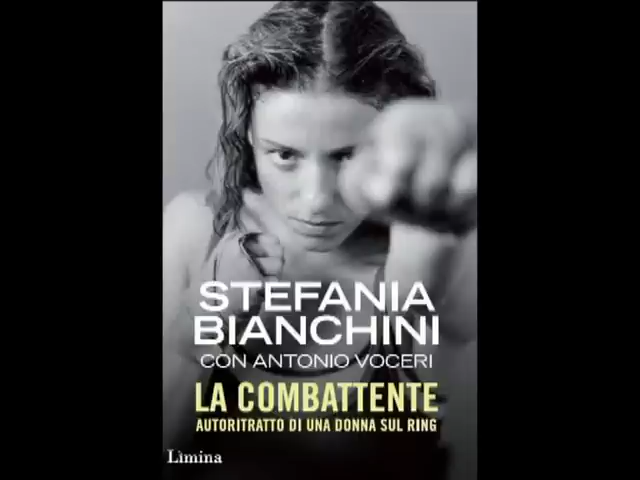 STEFANIA
BIANCHINI
CON ANTONIO VOCERI
LA COMBATTENTE
AUTORITRATTO DI UNA DONNA SUL RING
Limina